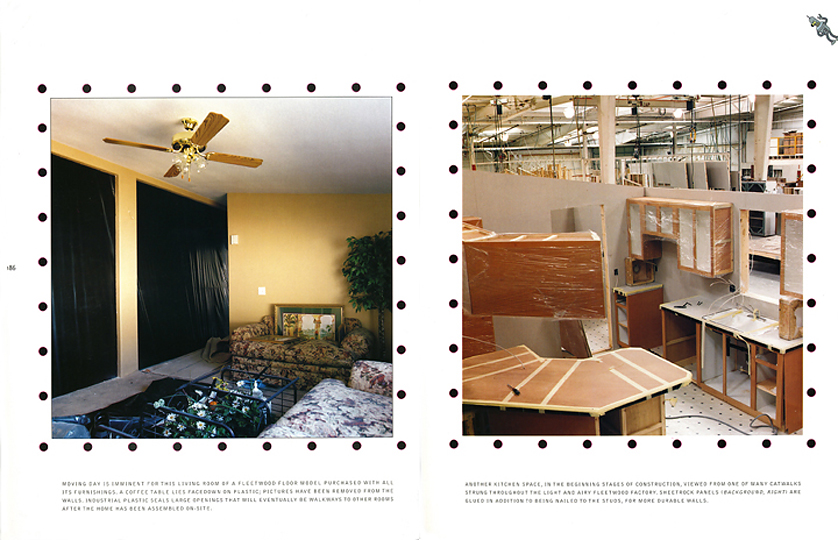 186
MOVING DAY IS IMMINENT FOR THIS LIVING ROOM OF A FLEETWOOD FLOOR MODEL PURCHASED WITH ALL
ITS FURNISHINGS. A COFFEE TABLE LIES FACEDOWN ON PLASTIC; PICTURES HAVE BEEN REMOVED FROM THE
WALLS. INDUSTRIAL PLASTIC SEALS LARGE OPENINGS THAT WILL EVENTUALLY BE WALKWAYS TO OTHER ROOMS
AFTER THE HOME HAS BEEN ASSEMBLED ON-SITE.
ANOTHER KITCHEN SPACE, IN THE BEGINNING STAGES OF CONSTRUCTION, VIEWED FROM ONE OF MANY CATWALKS
STRUNG THROUGHOUT THE LIGHT AND AIRY FLEETWOOD FACTORY. SHEETROCK PANELS (BACKGROUND, RIGHT) ARE
GLUED IN ADDITION TO BEING NAILED TO THE STUDS, FOR MORE DURABLE WALLS.